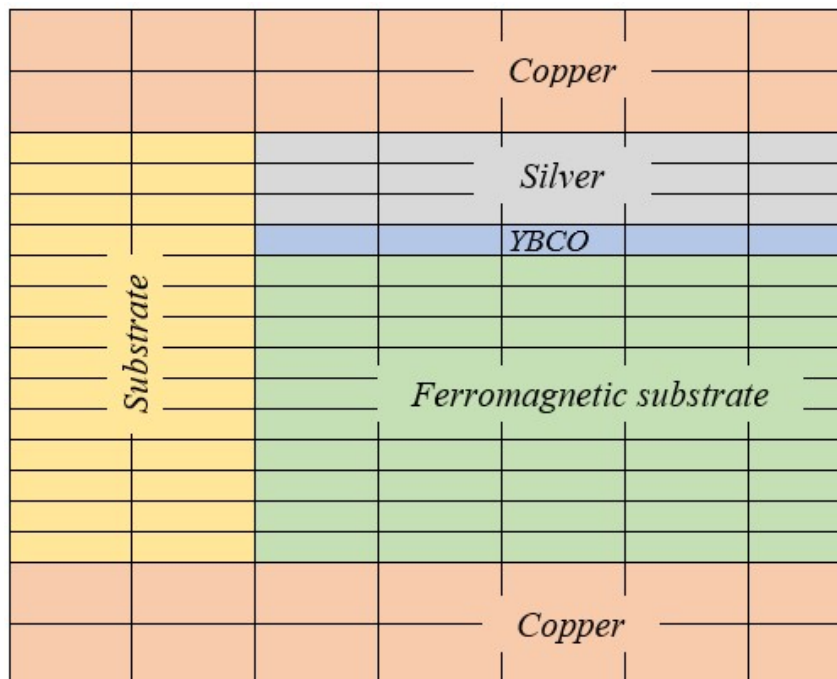 Copper
Silver
YBCO
Substrate
Ferromagnetic substrate
Copper